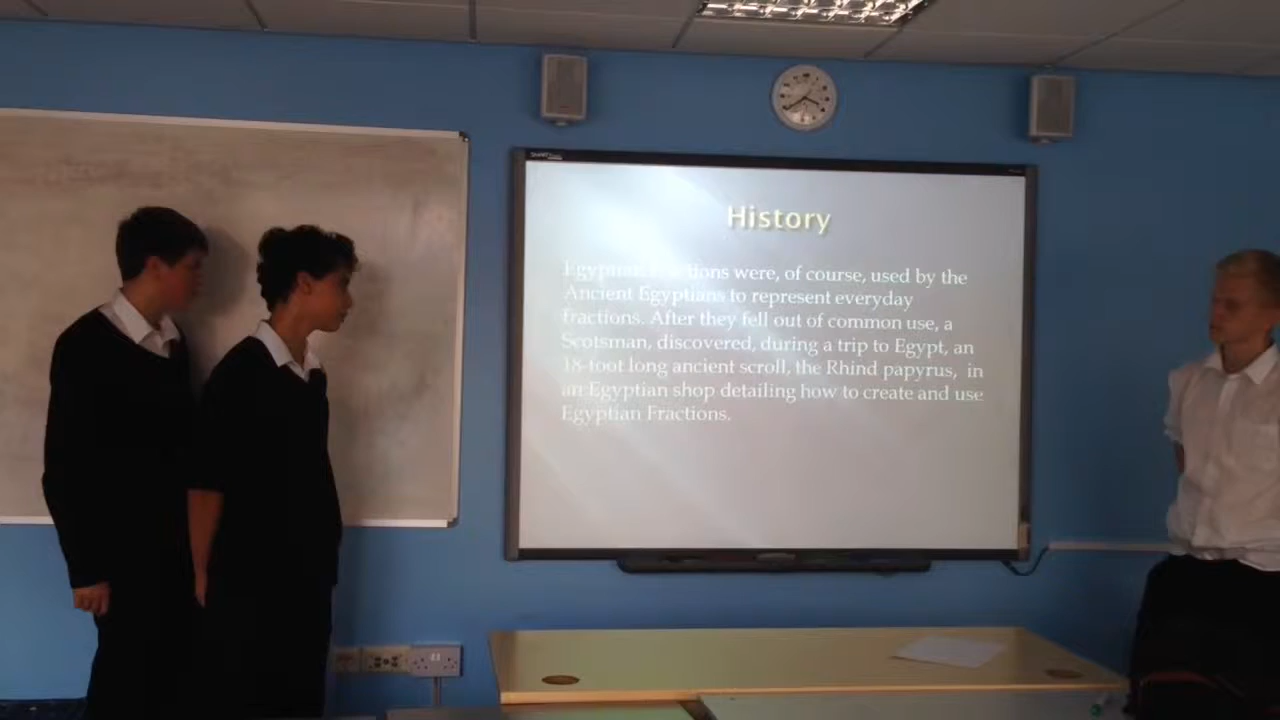 History
Egyptian Fractions were, of course, used by the
Ancient Egyptians to represent everyday
fractions. After they fell out of common use, a
Scotsman, discovered, during a trip to Egypt, an
18-foot long ancient scroll, the Rhind papyrus, in
an Egyptian shop detailing how to create and use
Egyptian Fractions.